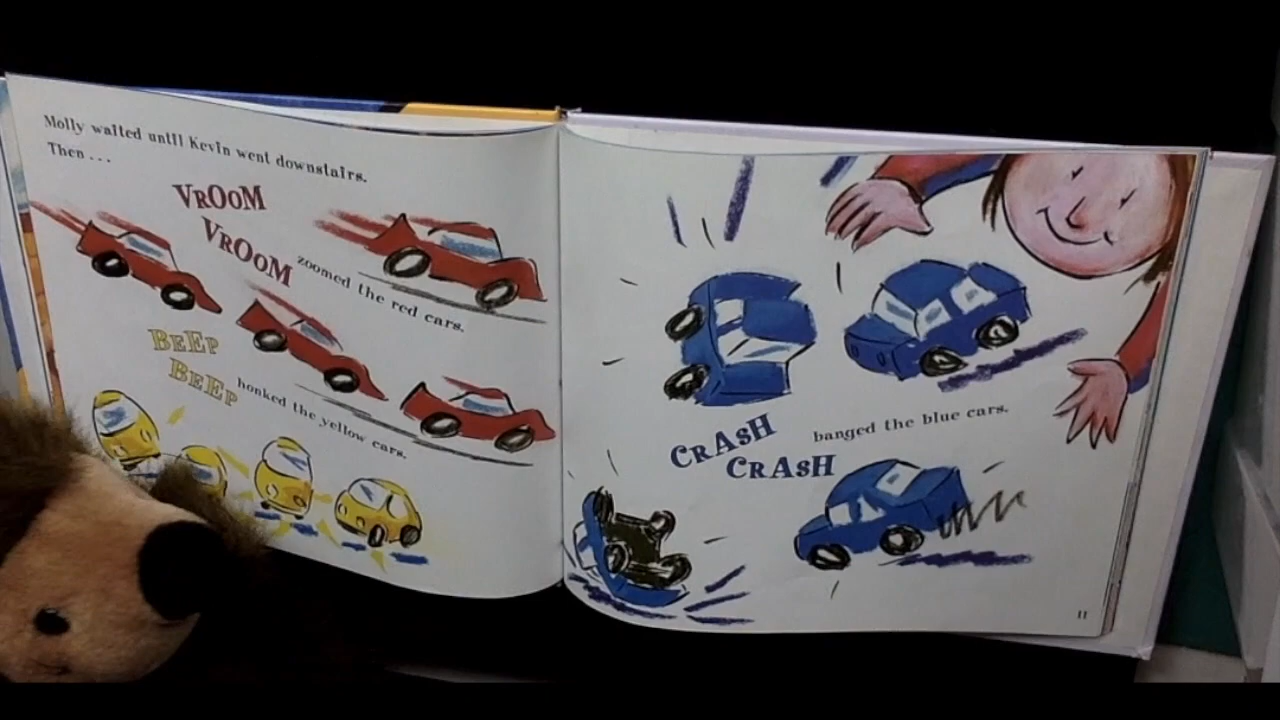 Molly waited until Kevin went downstairs.
Then...
VROOM
VROOM
zoomed the red cars.
BEEP
BEEP
honked the yellow cars.
CRASH
CRASH
banged the blue cars.
11